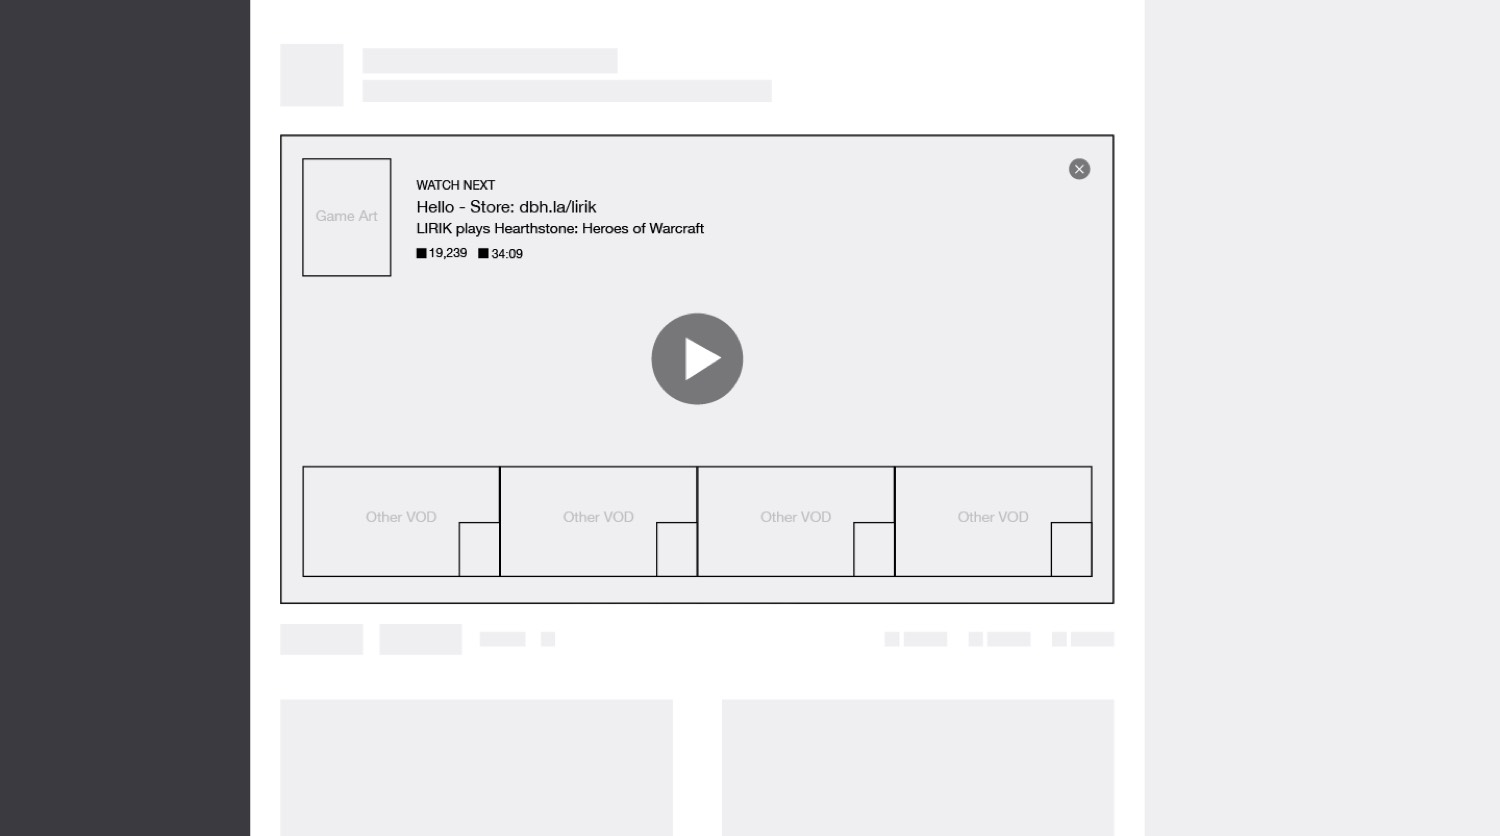 Game Art
WATCH NEXT
Hello - Store: dbh.la/lirik
LIRIK plays Hearthstone: Heroes of Warcraft
19,239 34:09
Other VOD Other VOD Other VOD Other VOD